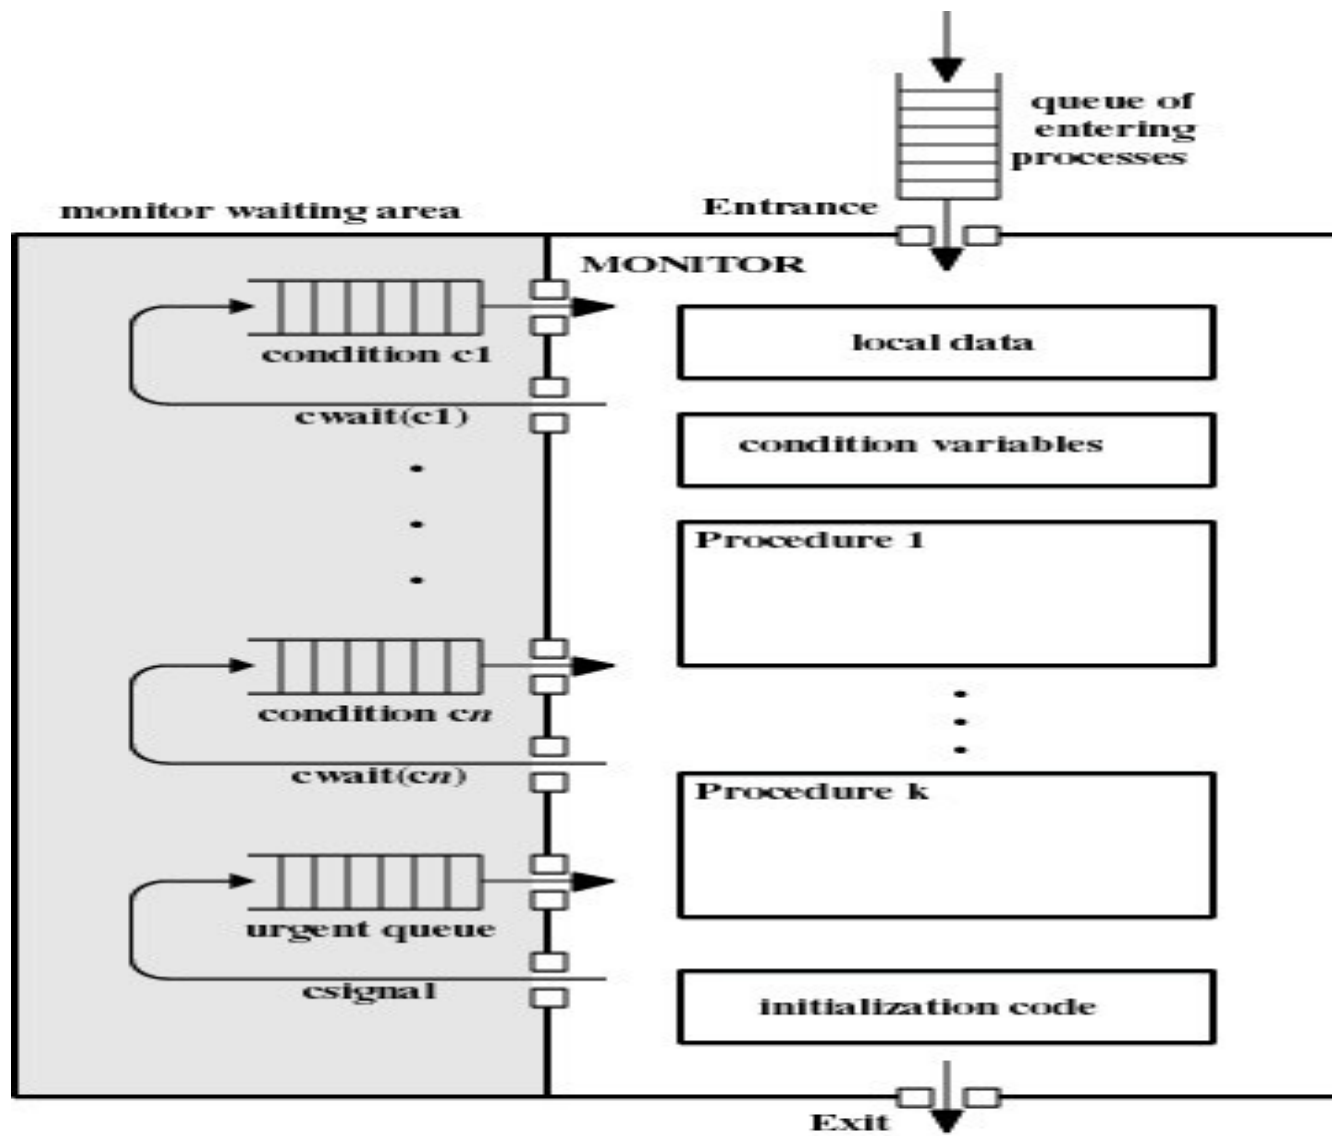 queue of
entering
processes
monitor waiting area
Entrance
MONITOR
condition c1
cwait(c1)
local data
condition variables
Procedure 1
condition cn
cwait(cn)
Procedure k
urgent queue
csignal
initialization code
Exit